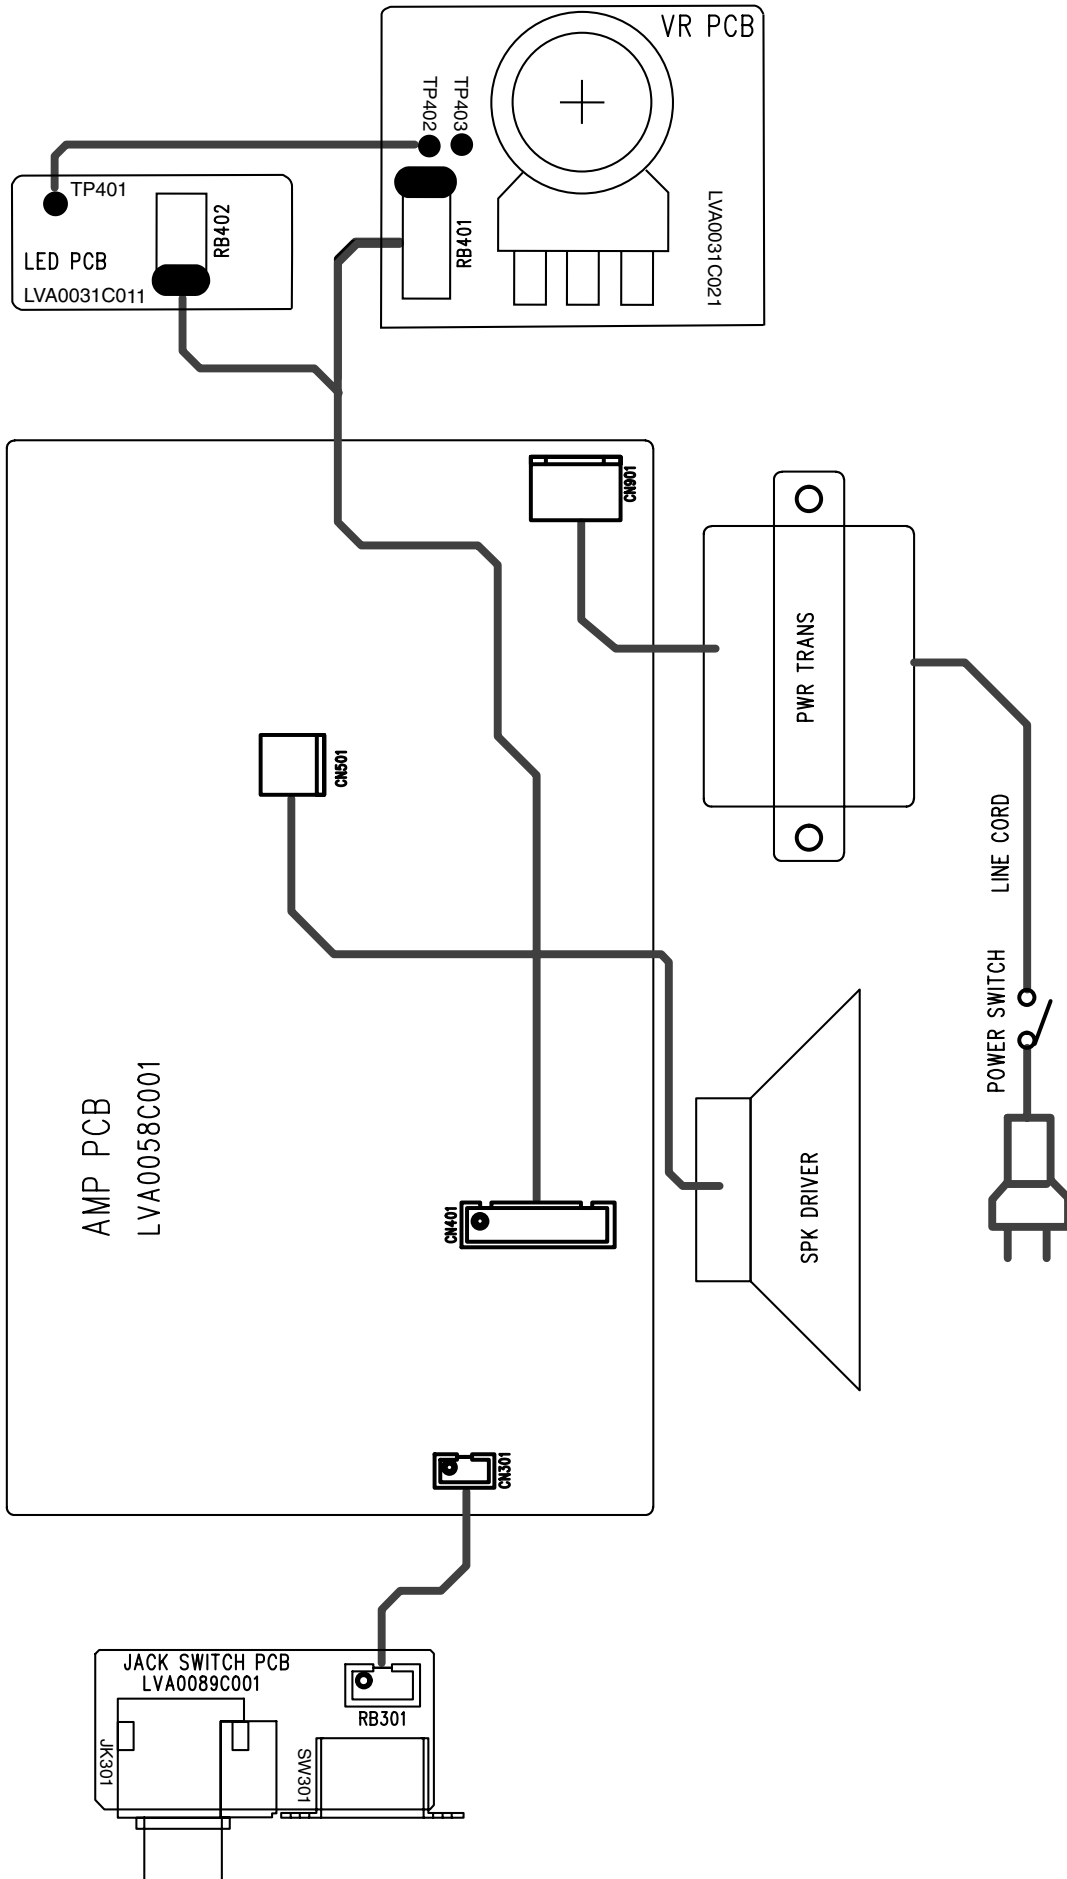 VR PCB
TP402
TP403
TP401
RB402
RB401
LVA0031C021
LED PCB
LVA0031C011
CN901
PWR TRANS
CN501
LINE CORD
POWER SWITCH
AMP PCB
LVA0058C001
SPK DRIVER
CN401
CN301
JACK SWITCH PCB
LVA0089C001
RB301
JK301
SW301